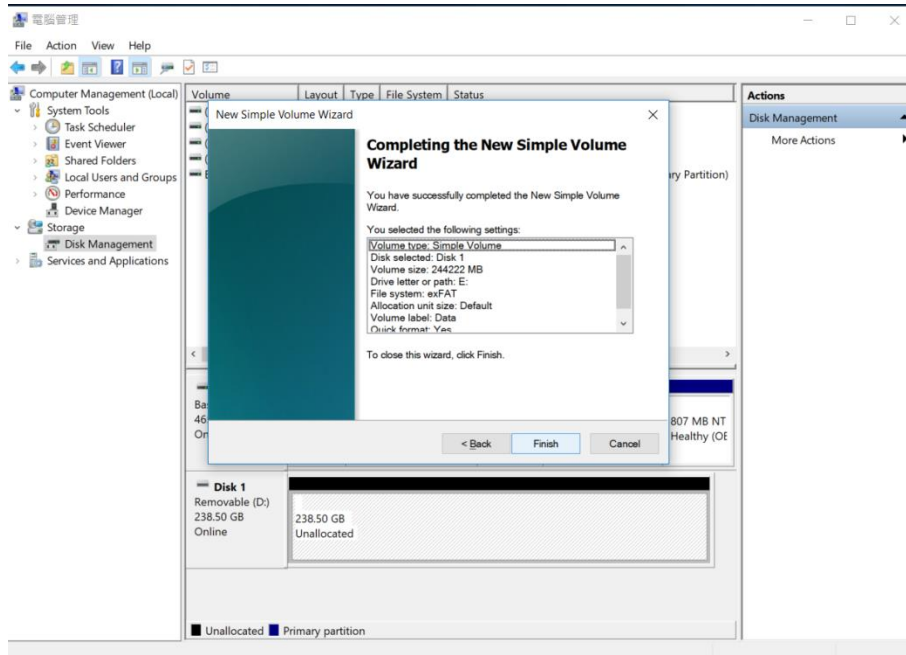 電腦管理
File Action View Help
Computer Management (Local)
System Tools
Task Scheduler
Event Viewer
Shared Folders
Local Users and Groups
Performance
Device Manager
Storage
Disk Management
Services and Applications
Volume Layout Type File System Status
ry Partition)
New Simple Volume Wizard
Completing the New Simple Volume
Wizard
You have successfully completed the New Simple Volume
Wizard.
You selected the following settings:
Volume type: Simple Volume
Disk selected: Disk 1
Volume size: 244222 MB
Drive letter or path: E:
File system: exFAT
Allocation unit size: Default
Volume label: Data
Quick format: Yes
To close this wizard, click Finish.
< Back Finish Cancel
Ba
46
On
807 MB NT
Healthy (OE
Disk 1
Removable (D:)
238.50 GB
Online
238.50 GB
Unallocated
Unallocated Primary partition
Actions
Disk Management
More Actions